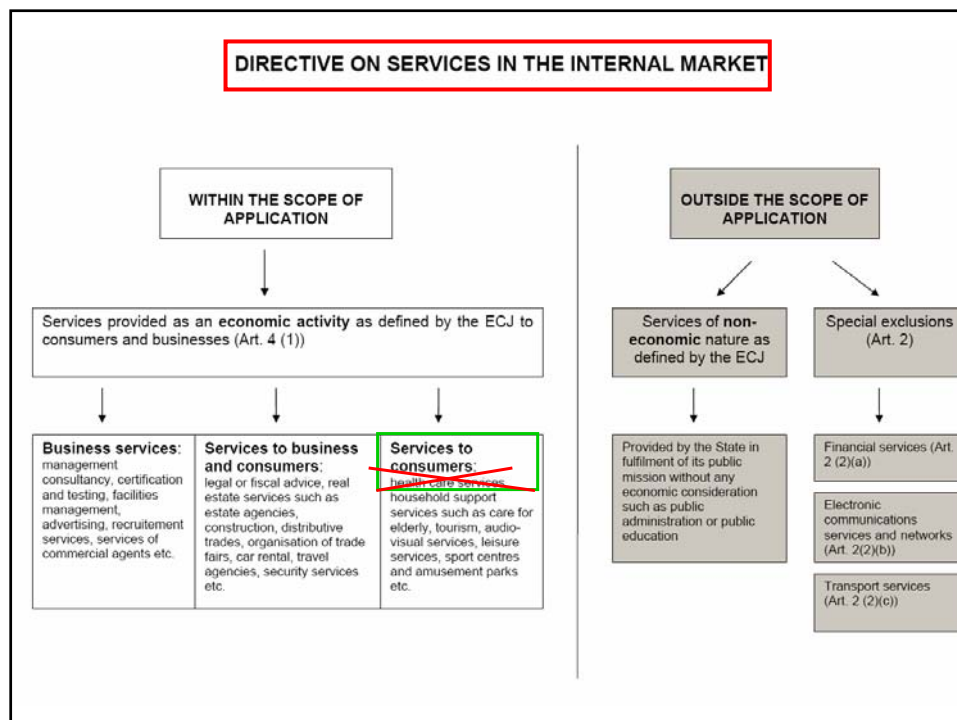 DIRECTIVE ON SERVICES IN THE INTERNAL MARKET
WITHIN THE SCOPE OF
APPLICATION
Services provided as an economic activity as defined by the ECJ to
consumers and businesses (Art. 4 (1))
Business services:
management
consultancy, certification
and testing, facilities
management,
advertising, recruitement
services, services of
commercial agents etc.
Services to business
and consumers:
legal or fiscal advice, real
estate services such as
estate agencies,
construction, distributive
trades, organisation of trade
fairs, car rental, travel
agencies, security services
etc.
Services to
consumers:
health care services,
household support
services such as care for
elderly, tourism, audio-
visual services, leisure
services, sport centres
and amusement parks
etc.
OUTSIDE THE SCOPE OF
APPLICATION
Services of non-
economic nature as
defined by the ECJ
Provided by the State in
fulfilment of its public
mission without any
economic consideration
such as public
administration or public
education
Special exclusions
(Art. 2)
Financial services (Art.
2 (2)(a))
Electronic
communications
services and networks
(Art. 2(2)(b))
Transport services
(Art. 2 (2)(c))